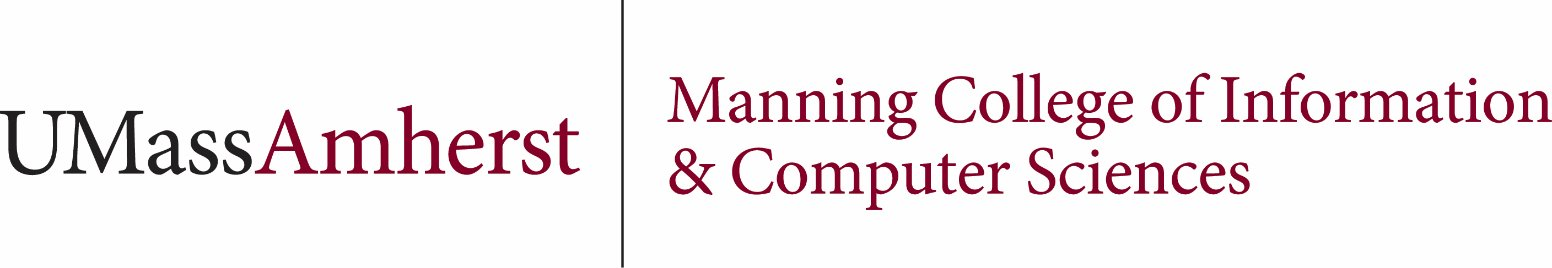 UMassAmherst
Manning College of Information
& Computer Sciences